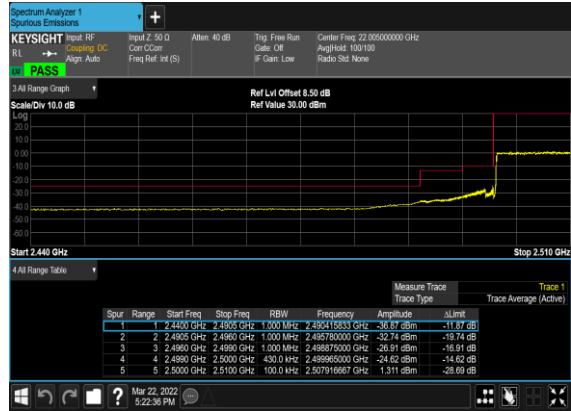 Spectrum Analyzer 1
Spurious Emissions
KEYSIGHT Input: RF Input Z: 50 Ω Atten: 40 dB Trig: Free Run Center Freq: 22.005000000 GHz
RL Coupling: DC Corr CCorr Gate: Off Avg|Hold: 100/100
Align: Auto Freq Ref: Int (S) IF Gain: Low Radio Std: None
PASS
3 All Range Graph
Ref Lvl Offset 8.50 dB
Scale/Div 10.0 dB Ref Value 30.00 dBm
Log
20.0
10.0
0.00
-10.0
-20.0
-30.0
-40.0
-50.0
-60.0
Start 2.440 GHz Stop 2.510 GHz
4 All Range Table
Measure Trace Trace 1
Trace Type Trace Average (Active)
Spur Range Start Freq Stop Freq RBW Frequency Amplitude ΔLimit
1 1 2.4400 GHz 2.4905 GHz 1.000 MHz 2.490415833 GHz -36.87 dBm -11.87 dB
2 2 2.4905 GHz 2.4960 GHz 1.000 MHz 2.495780000 GHz -32.74 dBm -19.74 dB
3 3 2.4960 GHz 2.4990 GHz 1.000 MHz 2.498875000 GHz -26.91 dBm -16.91 dB
4 4 2.4990 GHz 2.5000 GHz 430.0 kHz 2.499965000 GHz -24.62 dBm -14.62 dB
5 5 2.5000 GHz 2.5100 GHz 100.0 kHz 2.507916667 GHz 1.311 dBm -28.69 dB
Mar 22, 2022
5:22:36 PM